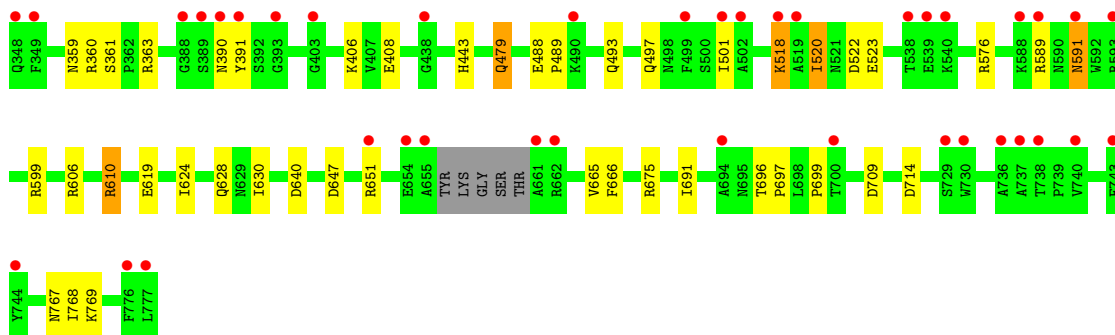 Q348 F349 N359 R360 S361 P362 R363 G388 S389 N390 Y391 S392 G393 G403 K406 V407 E408 G438 H443 Q479 E488 P489 K490 Q493 Q497 N498 F499 S500 I501 A502 K518 A519 I520 N521 D522 E523 T538 E539 K540 R576 K588 R589 N590 N591 W592
R599 R606 R610 E619 I624 Q628 N629 I630 D640 D647 R651 E654 A655 TYR LYS GLY SER THR A661 R662 V665 F666 R675 I691 A694 N695 T696 P697 L698 P699 T700 D709 D714 S729 W730 A736 A737 T738 P739 V740
Y744 N767 I768 K769 F776 L777